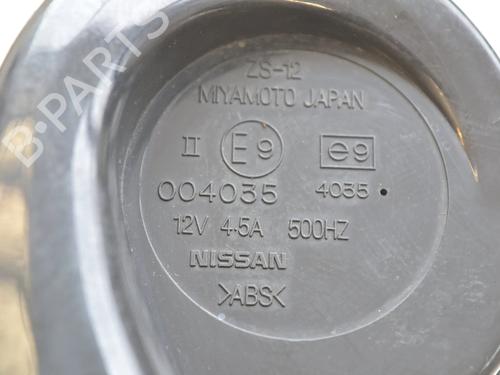 ZS-12
MIYAMOTO JAPAN
II E9 e9
004035 4035
12V 4.5A 500HZ
NISSAN
>ABS<
B-PARTS